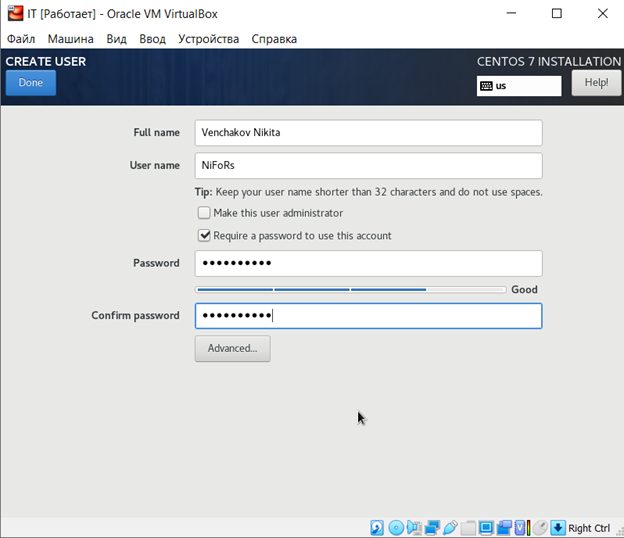 IT [Работает] - Oracle VM VirtualBox
Файл Машина Вид Ввод Устройства Справка
CREATE USER
CENTOS 7 INSTALLATION
Done
us
Help!
Full name
Venchakov Nikita
User name
NiFoRs
Tip: Keep your user name shorter than 32 characters and do not use spaces.
Make this user administrator
Require a password to use this account
Password
••••••••••
Good
Confirm password
••••••••••
Advanced...
Right Ctrl